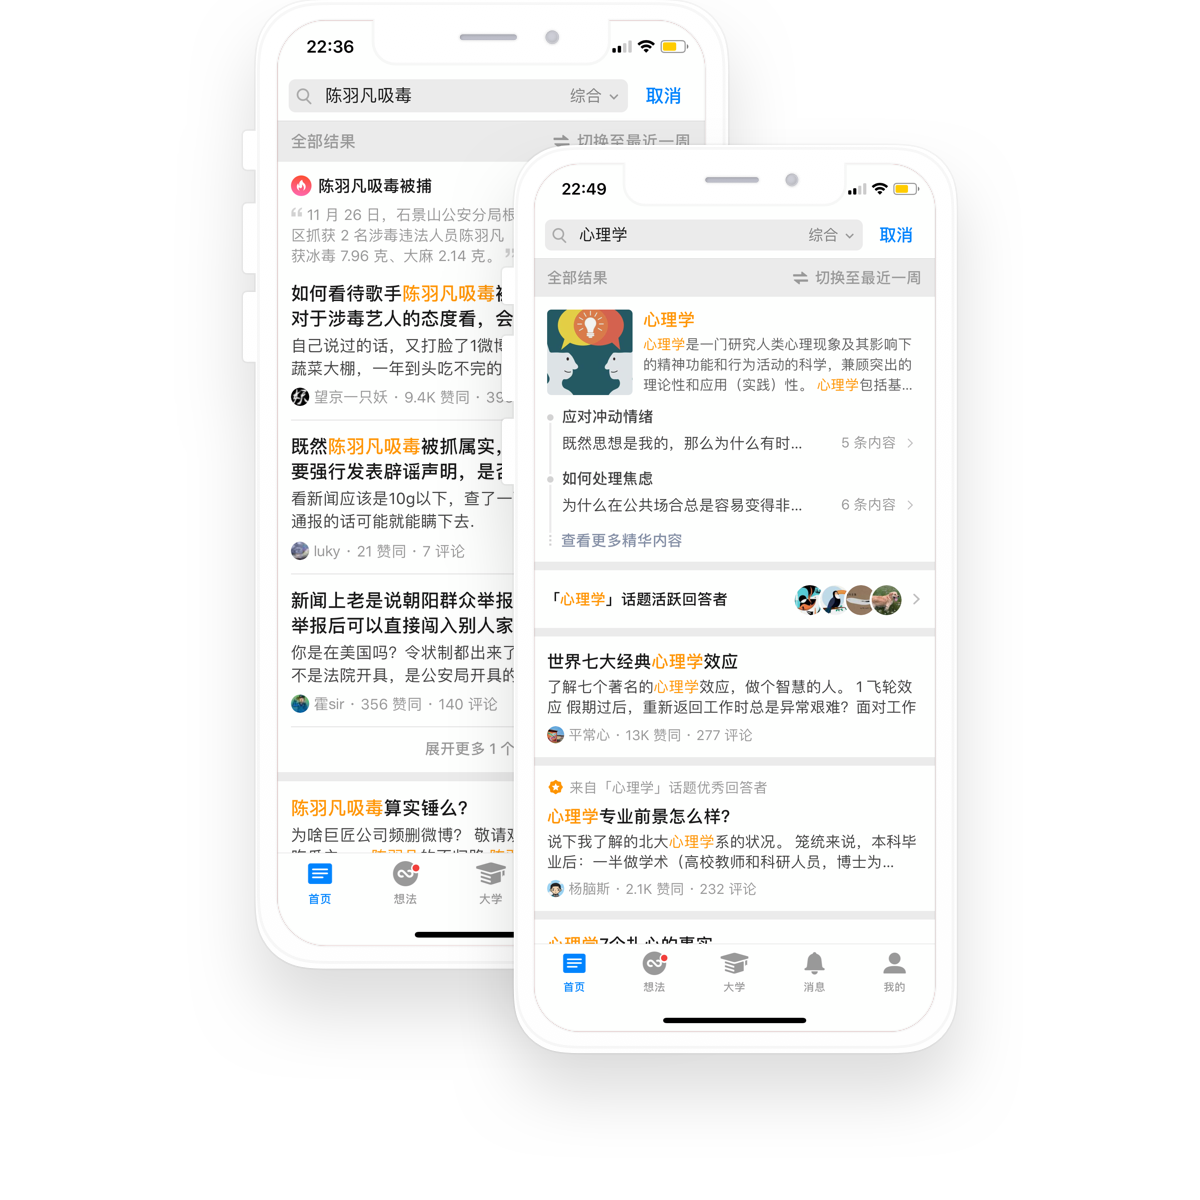 22:36
陈羽凡吸毒
综合
取消
全部结果
切换至最近一周
陈羽凡吸毒被捕
11 月 26 日，石景山公安分局根
区抓获 2 名涉毒违法人员陈羽凡
获冰毒 7.96 克、大麻 2.14 克。
如何看待歌手陈羽凡吸毒
对于涉毒艺人的态度看，会
自己说过的话，又打脸了1微博
蔬菜大棚，一年到头吃不完的
望京一只妖 · 9.4K 赞同 · 39
既然陈羽凡吸毒被抓属实，
要强行发表辟谣声明，是否
看新闻应该是10g以下，查了一
通报的话可能就能瞒下去.
luky · 21 赞同 · 7 评论
新闻上老是说朝阳群众举报
举报后可以直接闯入别人家
你是在美国吗？令状制都出来了
不是法院开具，是公安局开具的
霍sir · 356 赞同 · 140 评论
展开更多 1 个
陈羽凡吸毒算实锤么？
为啥巨匠公司频删微博？ 敬请观
首页
想法
大学
22:49
心理学
综合
取消
全部结果
切换至最近一周
心理学
心理学是一门研究人类心理现象及其影响下
的精神功能和行为活动的科学，兼顾突出的
理论性和应用（实践）性。 心理学包括基...
应对冲动情绪
既然思想是我的，那么为什么有时...
5 条内容
如何处理焦虑
为什么在公共场合总是容易变得非...
6 条内容
查看更多精华内容
「心理学」话题活跃回答者
世界七大经典心理学效应
了解七个著名的心理学效应，做个智慧的人。 1 飞轮效
应 假期过后，重新返回工作时总是异常艰难？面对工作
平常心 · 13K 赞同 · 277 评论
来自「心理学」话题优秀回答者
心理学专业前景怎么样？
说下我了解的北大心理学系的状况。 笼统来说，本科毕
业后：一半做学术（高校教师和科研人员，博士为...
杨脑斯 · 2.1K 赞同 · 232 评论
心理学7个扎心的事实
首页
想法
大学
消息
我的